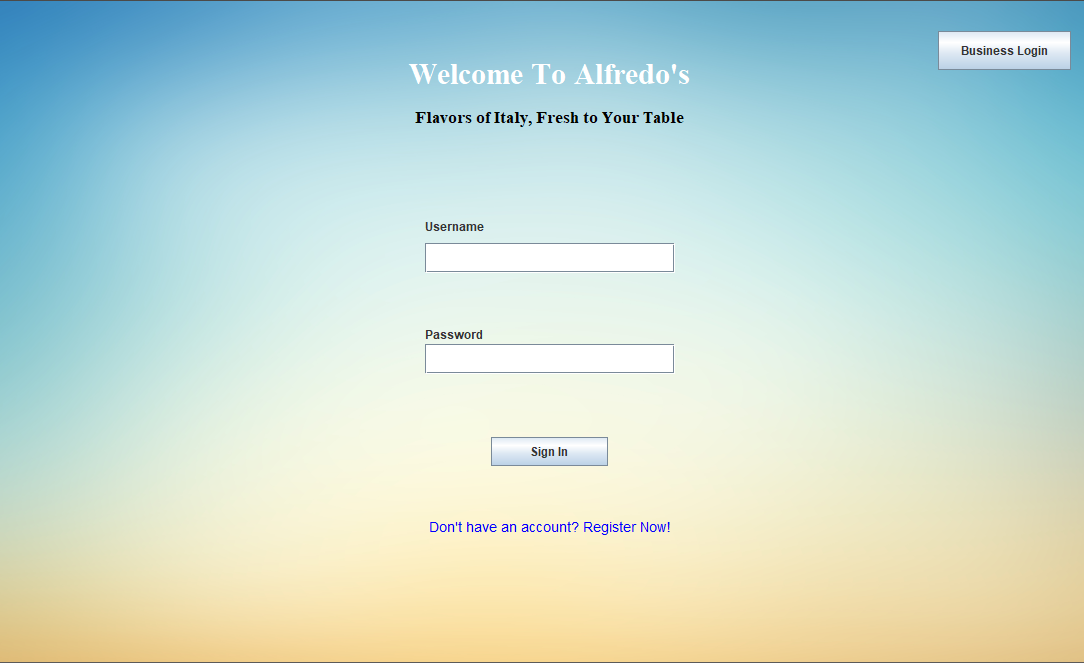 Business Login
Welcome To Alfredo's
Flavors of Italy, Fresh to Your Table
Username
Password
Sign In
Don't have an account? Register Now!